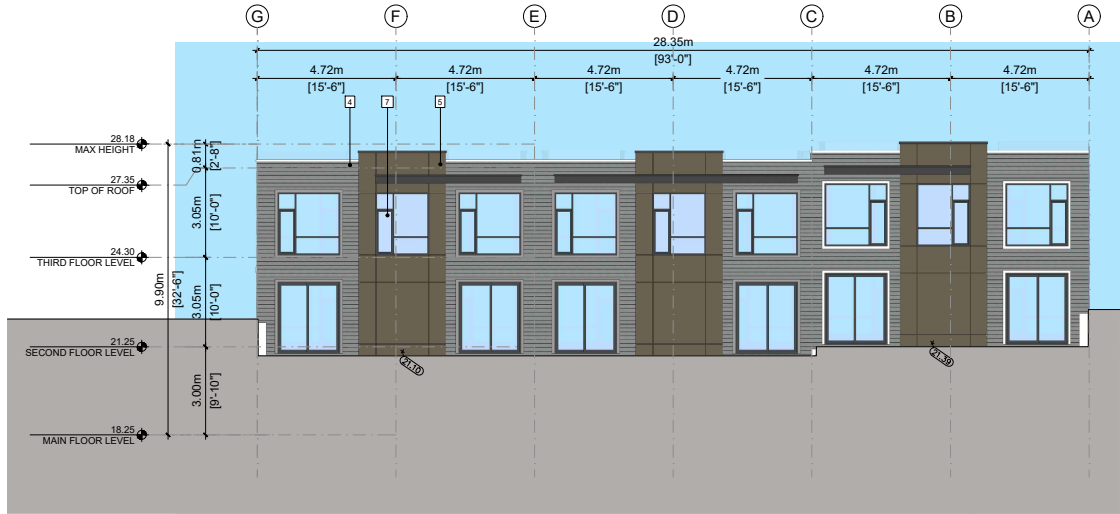 G F E D C B A
28.35m
[93'-0"]
4.72m 4.72m 4.72m 4.72m 4.72m 4.72m
[15'-6"] [15'-6"] [15'-6"] [15'-6"] [15'-6"] [15'-6"]
4 7 5
28.18
MAX HEIGHT
0.81m
[2'-8"]
27.35
TOP OF ROOF
3.05m
[10'-0"]
24.30
THIRD FLOOR LEVEL
9.90m
[32'-6"]
3.05m
[10'-0"]
21.25
SECOND FLOOR LEVEL
21.10
21.39
3.00m
[9'-10"]
18.25
MAIN FLOOR LEVEL